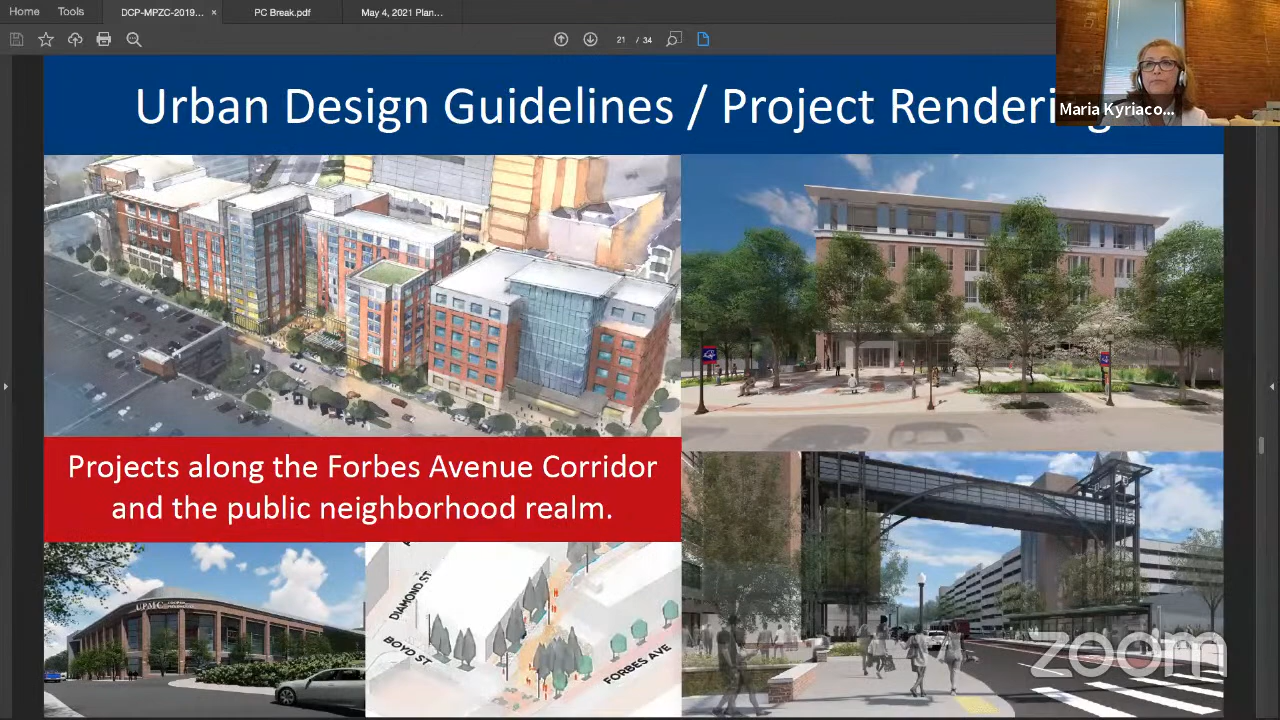 Home
Tools
DCP-MPZC-2019...
×
PC Break.pdf
May 4, 2021 Plan...
21 / 34
Maria Kyriaco...
Urban Design Guidelines / Project Rendering
Projects along the Forbes Avenue Corridor
and the public neighborhood realm.
UPMC
DIAMOND ST
BOYD ST
FORBES AVE
zoom